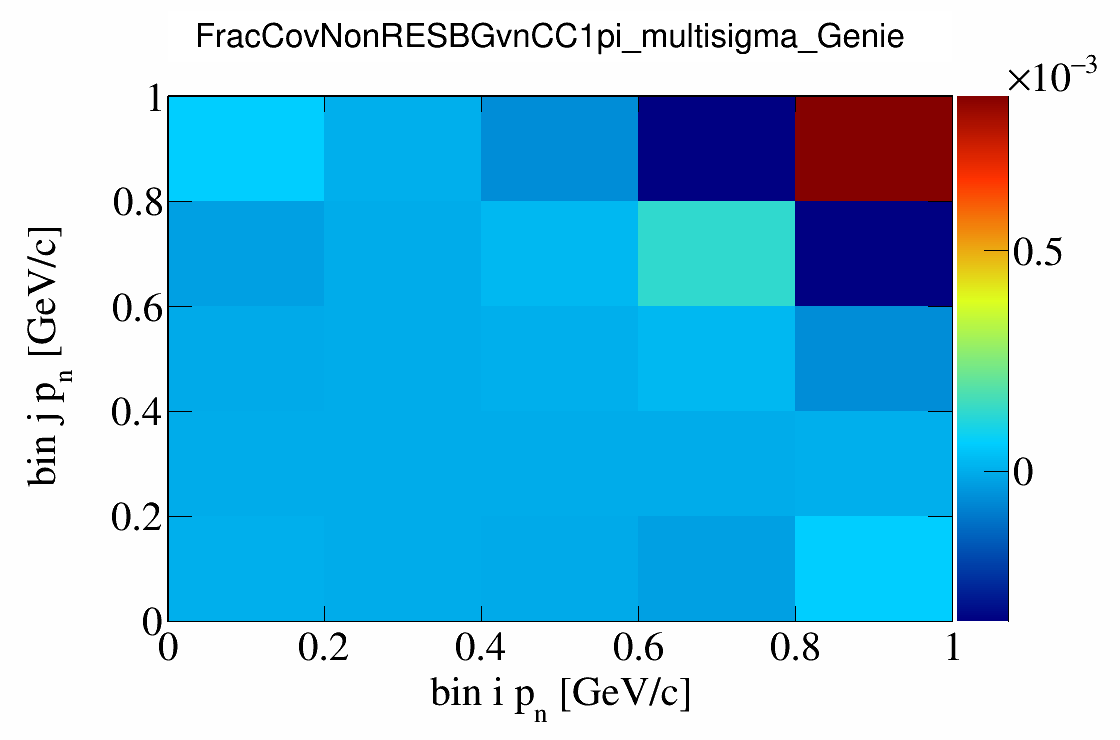 FracCovNonRESBGvnCC1pi_multisigma_Genie
×10⁻³
1
0.8
0.6
0.4
0.2
0
0.5
0
0 0.2 0.4 0.6 0.8 1
bin j pₙ [GeV/c]
bin i pₙ [GeV/c]